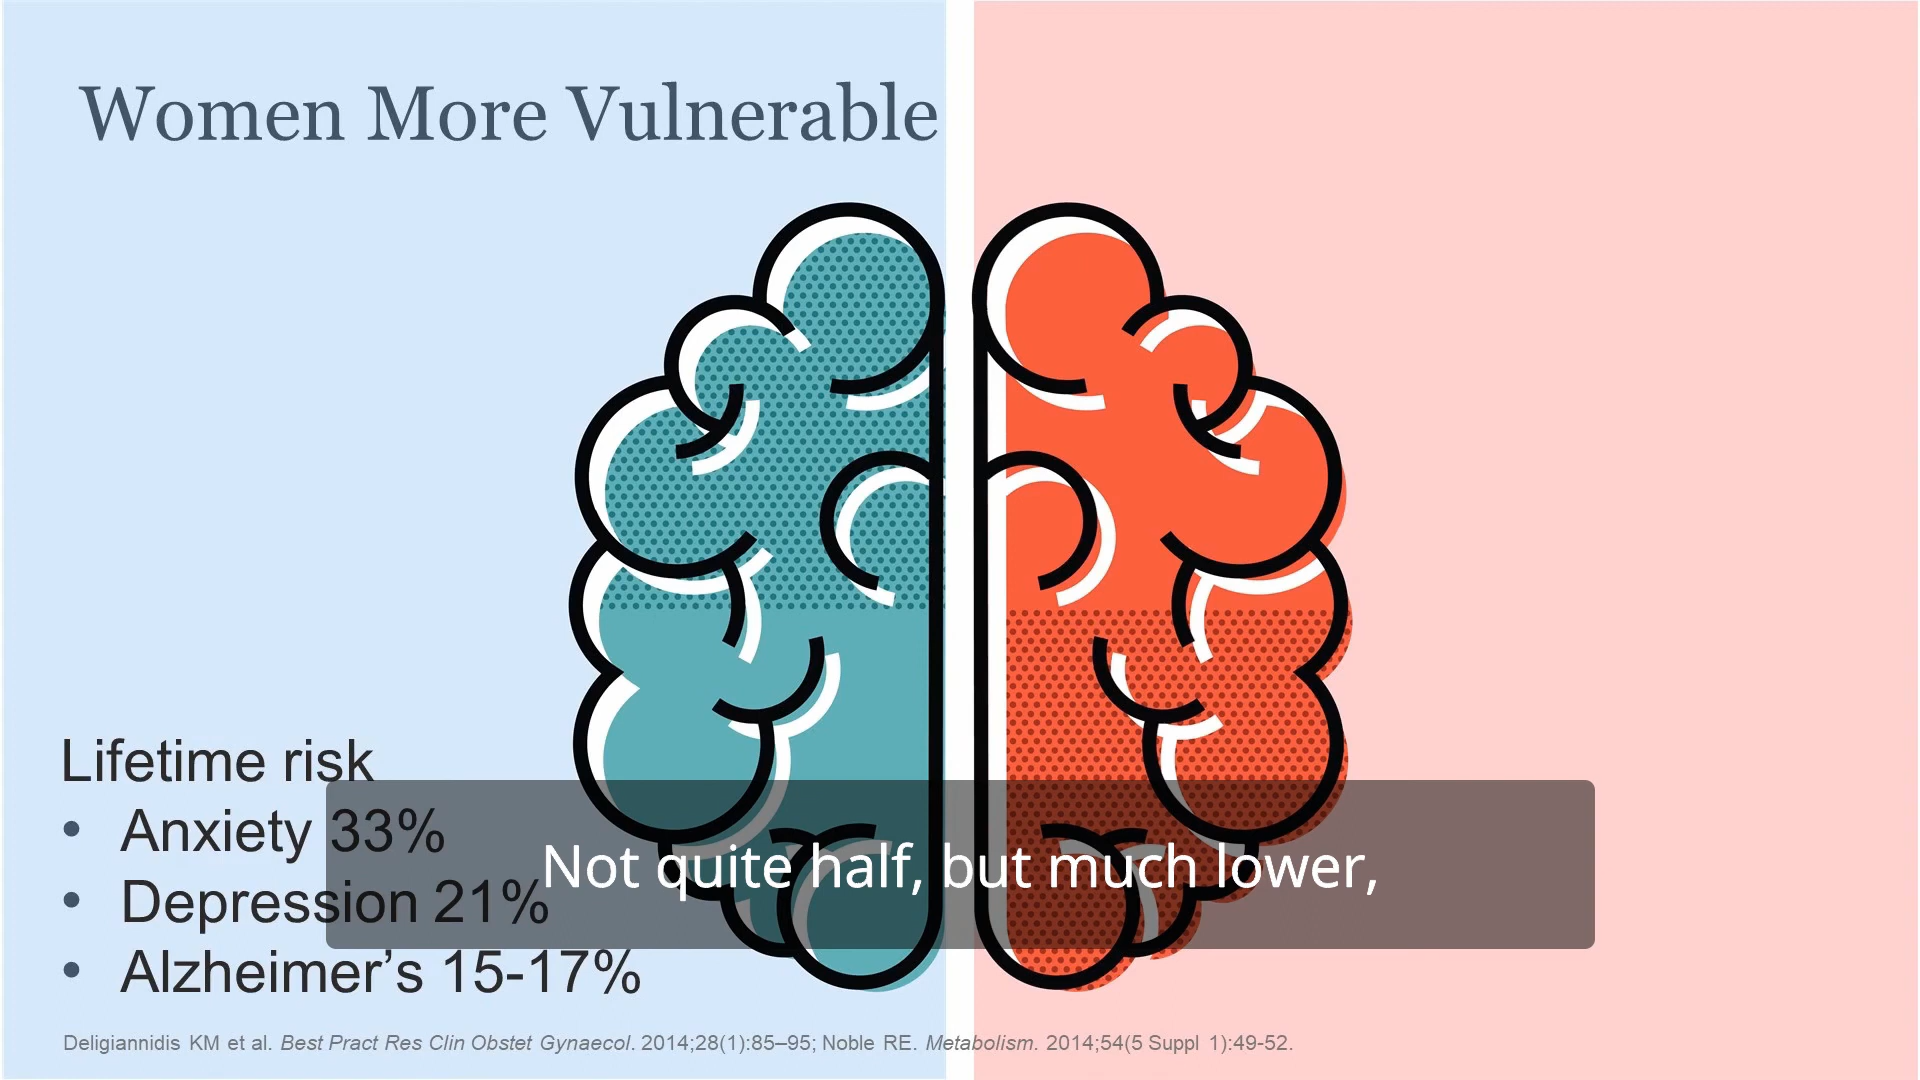 Women More Vulnerable
Lifetime risk
• Anxiety 33%
• Depression 21%
• Alzheimer’s 15-17%
Not quite half, but much lower,
Deligiannidis KM et al. Best Pract Res Clin Obstet Gynaecol. 2014;28(1):85–95; Noble RE. Metabolism. 2014;54(5 Suppl 1):49-52.